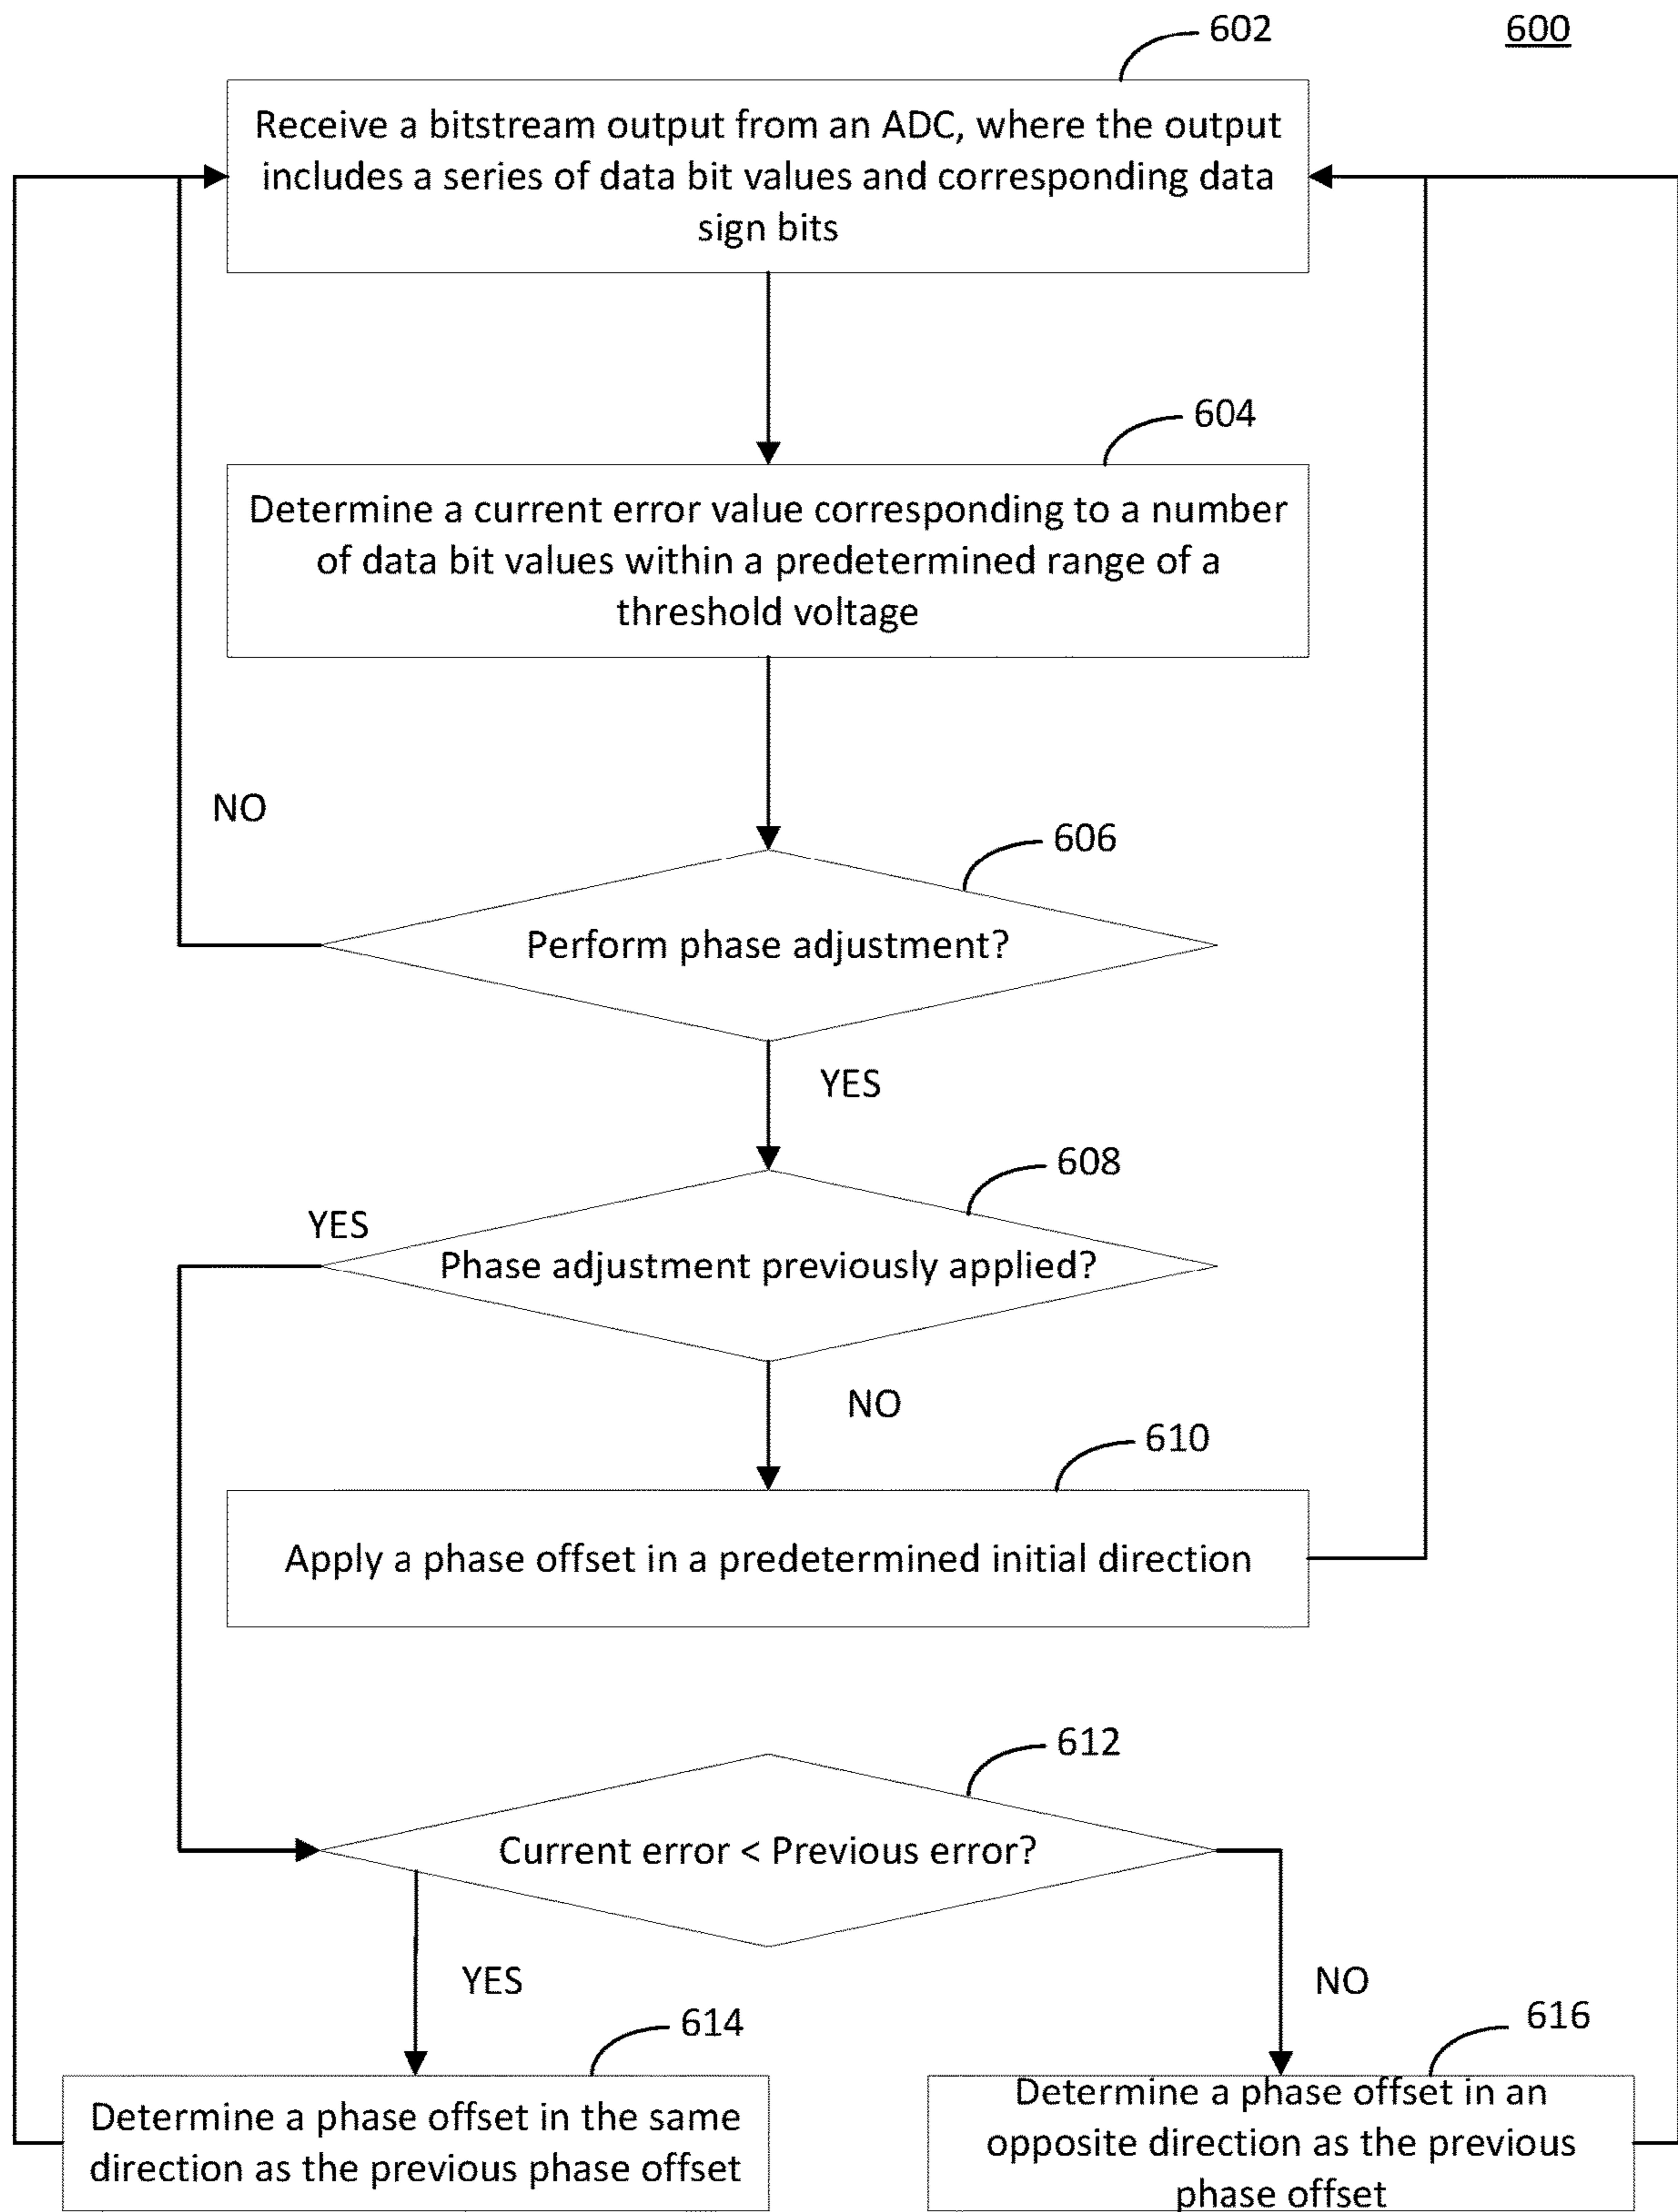 602
600
Receive a bitstream output from an ADC, where the output
includes a series of data bit values and corresponding data
sign bits
604
Determine a current error value corresponding to a number
of data bit values within a predetermined range of a
threshold voltage
NO
606
Perform phase adjustment?
YES
608
YES
Phase adjustment previously applied?
NO
610
Apply a phase offset in a predetermined initial direction
612
Current error < Previous error?
YES
NO
614
616
Determine a phase offset in the same
direction as the previous phase offset
Determine a phase offset in an
opposite direction as the previous
phase offset